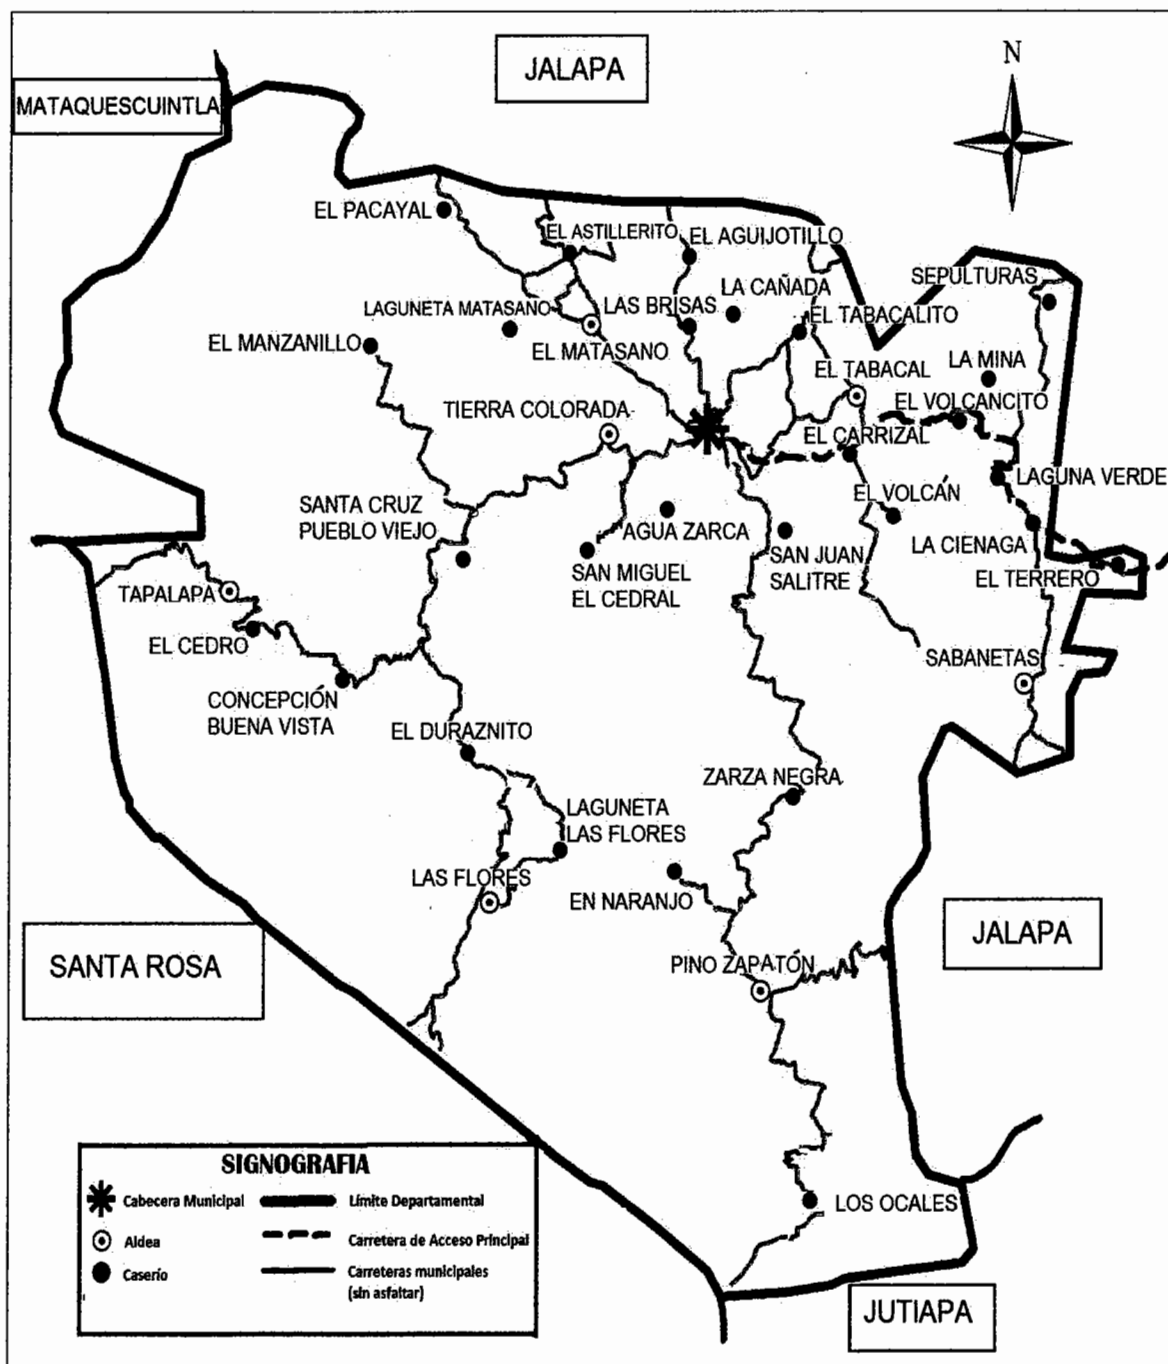 JALAPA
N
MATAQUESCUINTLA
EL PACAYAL
EL ASTILLERITO
EL AGUIJOTILLO
SEPULTURAS
LA CAÑADA
LAGUNETA MATASANO
LAS BRISAS
EL TABACALITO
EL MANZANILLO
EL MATASANO
LA MINA
EL TABACAL
TIERRA COLORADA
EL VOLCANCITO
EL CARRIZAL
LAGUNA VERDE
SANTA CRUZ
PUEBLO VIEJO
EL VOLCÁN
AGUA ZARCA
LA CIENAGA
SAN JUAN
SALITRE
SAN MIGUEL
EL CEDRAL
EL TERRERO
TAPALAPA
EL CEDRO
SABANETAS
CONCEPCIÓN
BUENA VISTA
EL DURAZNITO
ZARZA NEGRA
LAGUNETA
LAS FLORES
LAS FLORES
EN NARANJO
JALAPA
SANTA ROSA
PINO ZAPATÓN
LOS OCALES
SIGNOGRAFIA
Cabecera Municipal
Límite Departamental
Aldea
Carretera de Acceso Principal
Caserío
Carreteras municipales
(sin asfaltar)
JUTIAPA